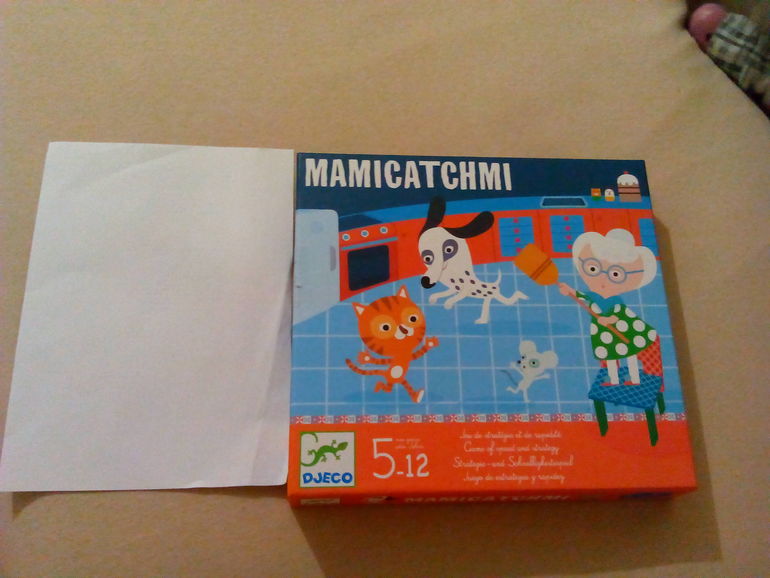 MAMICATCHMI
5-12
Jeu de stratégie et de rapidité
Game of speed and strategy
Strategie- und Schnelligkeitsspiel
Juego de estrategia y rapidez
DJECO
MAMICATCHMI